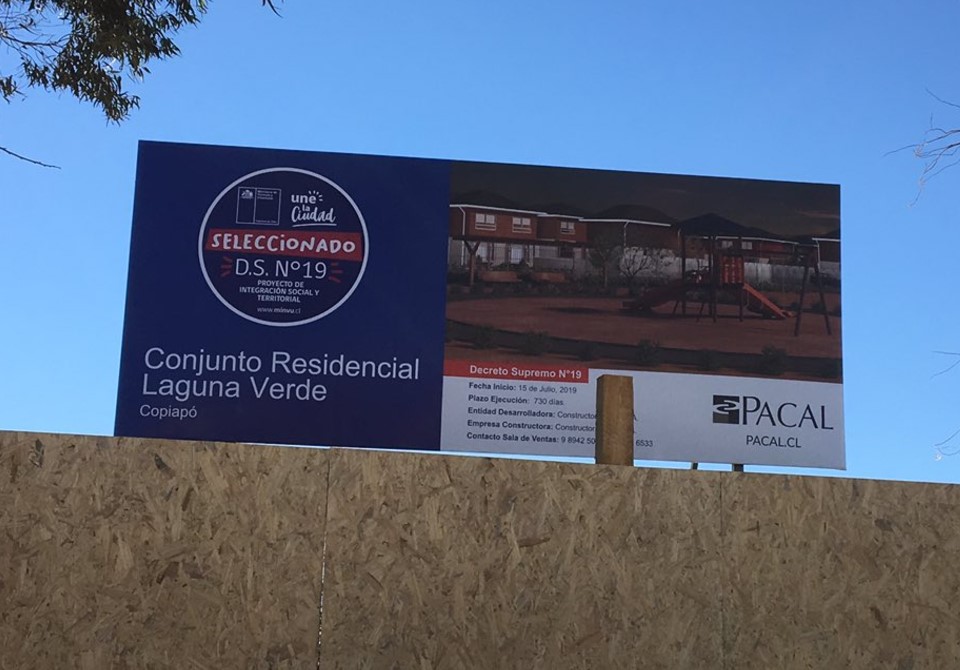 une
la
Ciudad
SELECCIONADO
D.S. N°19
PROYECTO DE
INTEGRACIÓN SOCIAL Y
TERRITORIAL
www.minvu.cl
Conjunto Residencial
Laguna Verde
Copiapó
Decreto Supremo N°19
Fecha Inicio: 15 de Julio, 2019
Plazo Ejecución: 730 días.
Entidad Desarrolladora: Constructor
Empresa Constructora: Constructor
Contacto Sala de Ventas: 9 8942 50 6533
PACAL
PACAL.CL